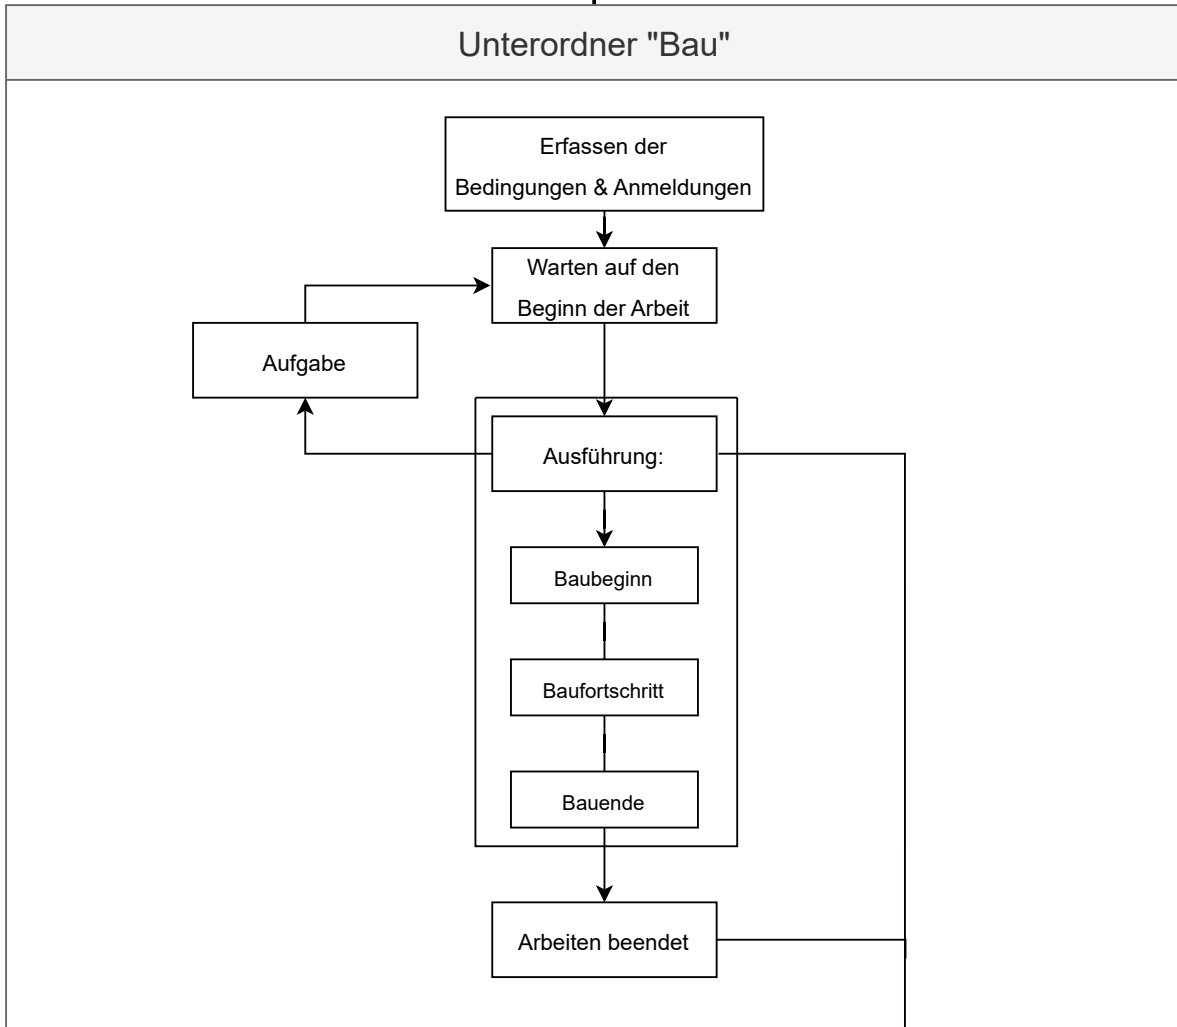 Unterordner "Bau"
Erfassen der
Bedingungen & Anmeldungen
Warten auf den
Beginn der Arbeit
Aufgabe
Ausführung:
Baubeginn
Baufortschritt
Bauende
Arbeiten beendet